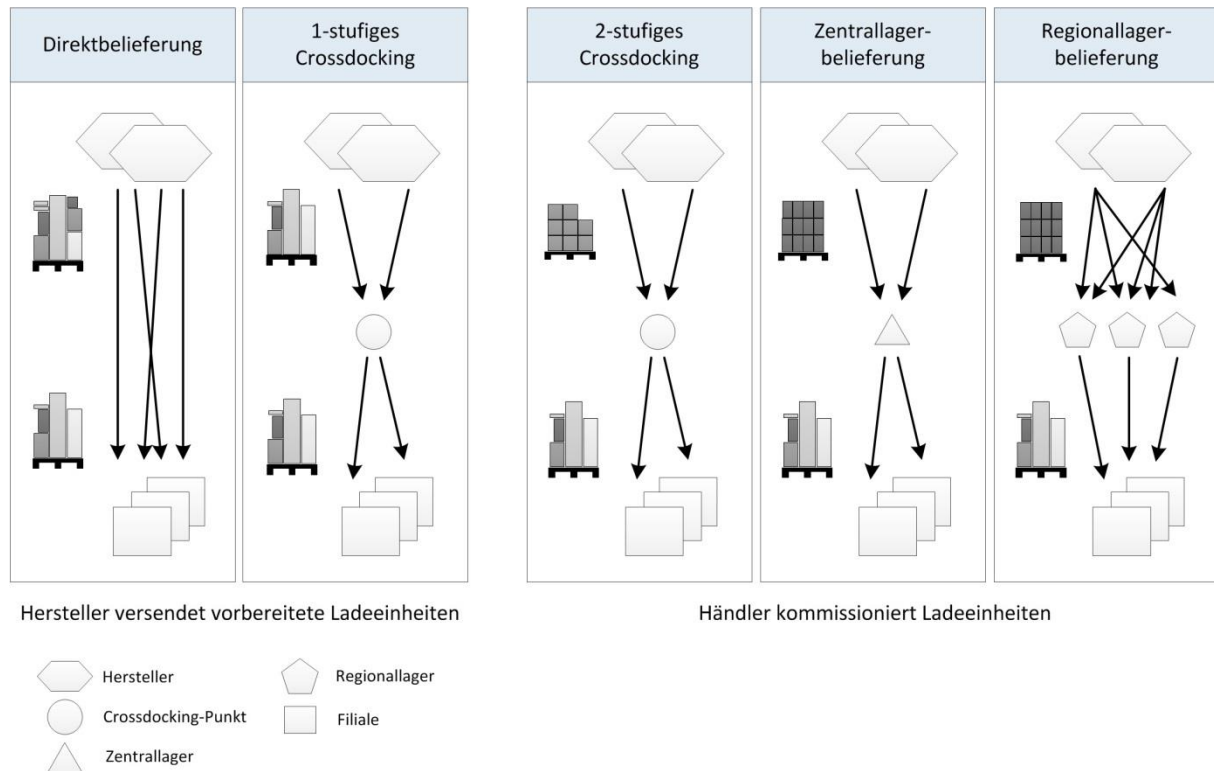 Direktbelieferung
1-stufiges
Crossdocking
2-stufiges
Crossdocking
Zentrallager-
belieferung
Regionallager-
belieferung
Hersteller versendet vorbereitete Ladeeinheiten
Händler kommissioniert Ladeeinheiten
Hersteller
Regionallager
Crossdocking-Punkt
Filiale
Zentrallager